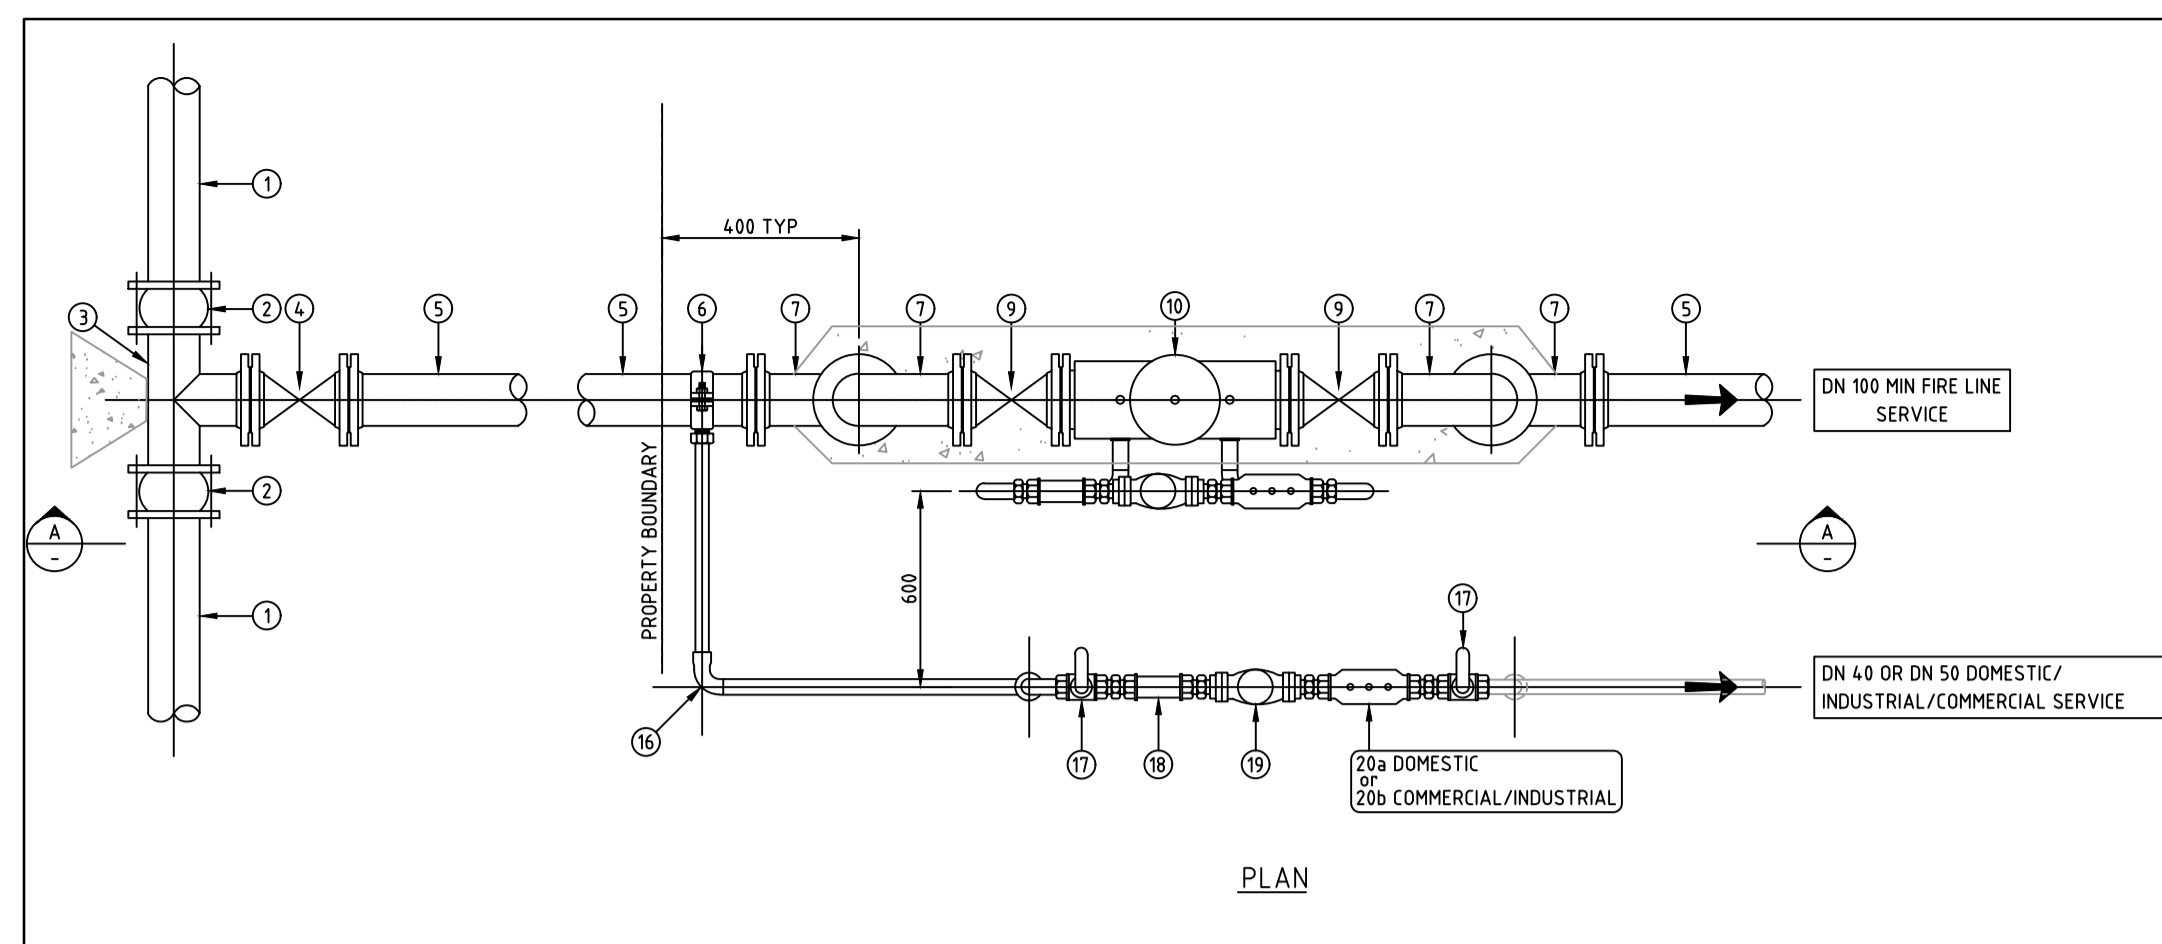 1
400 TYP
3
2
4
5
5
6
7
7
9
10
9
7
7
5
DN 100 MIN FIRE LINE
SERVICE
2
A
-
PROPERTY BOUNDARY
600
A
-
1
17
DN 40 OR DN 50 DOMESTIC/
INDUSTRIAL/COMMERCIAL SERVICE
16
17
18
19
20a DOMESTIC
or
20b COMMERCIAL/INDUSTRIAL
PLAN